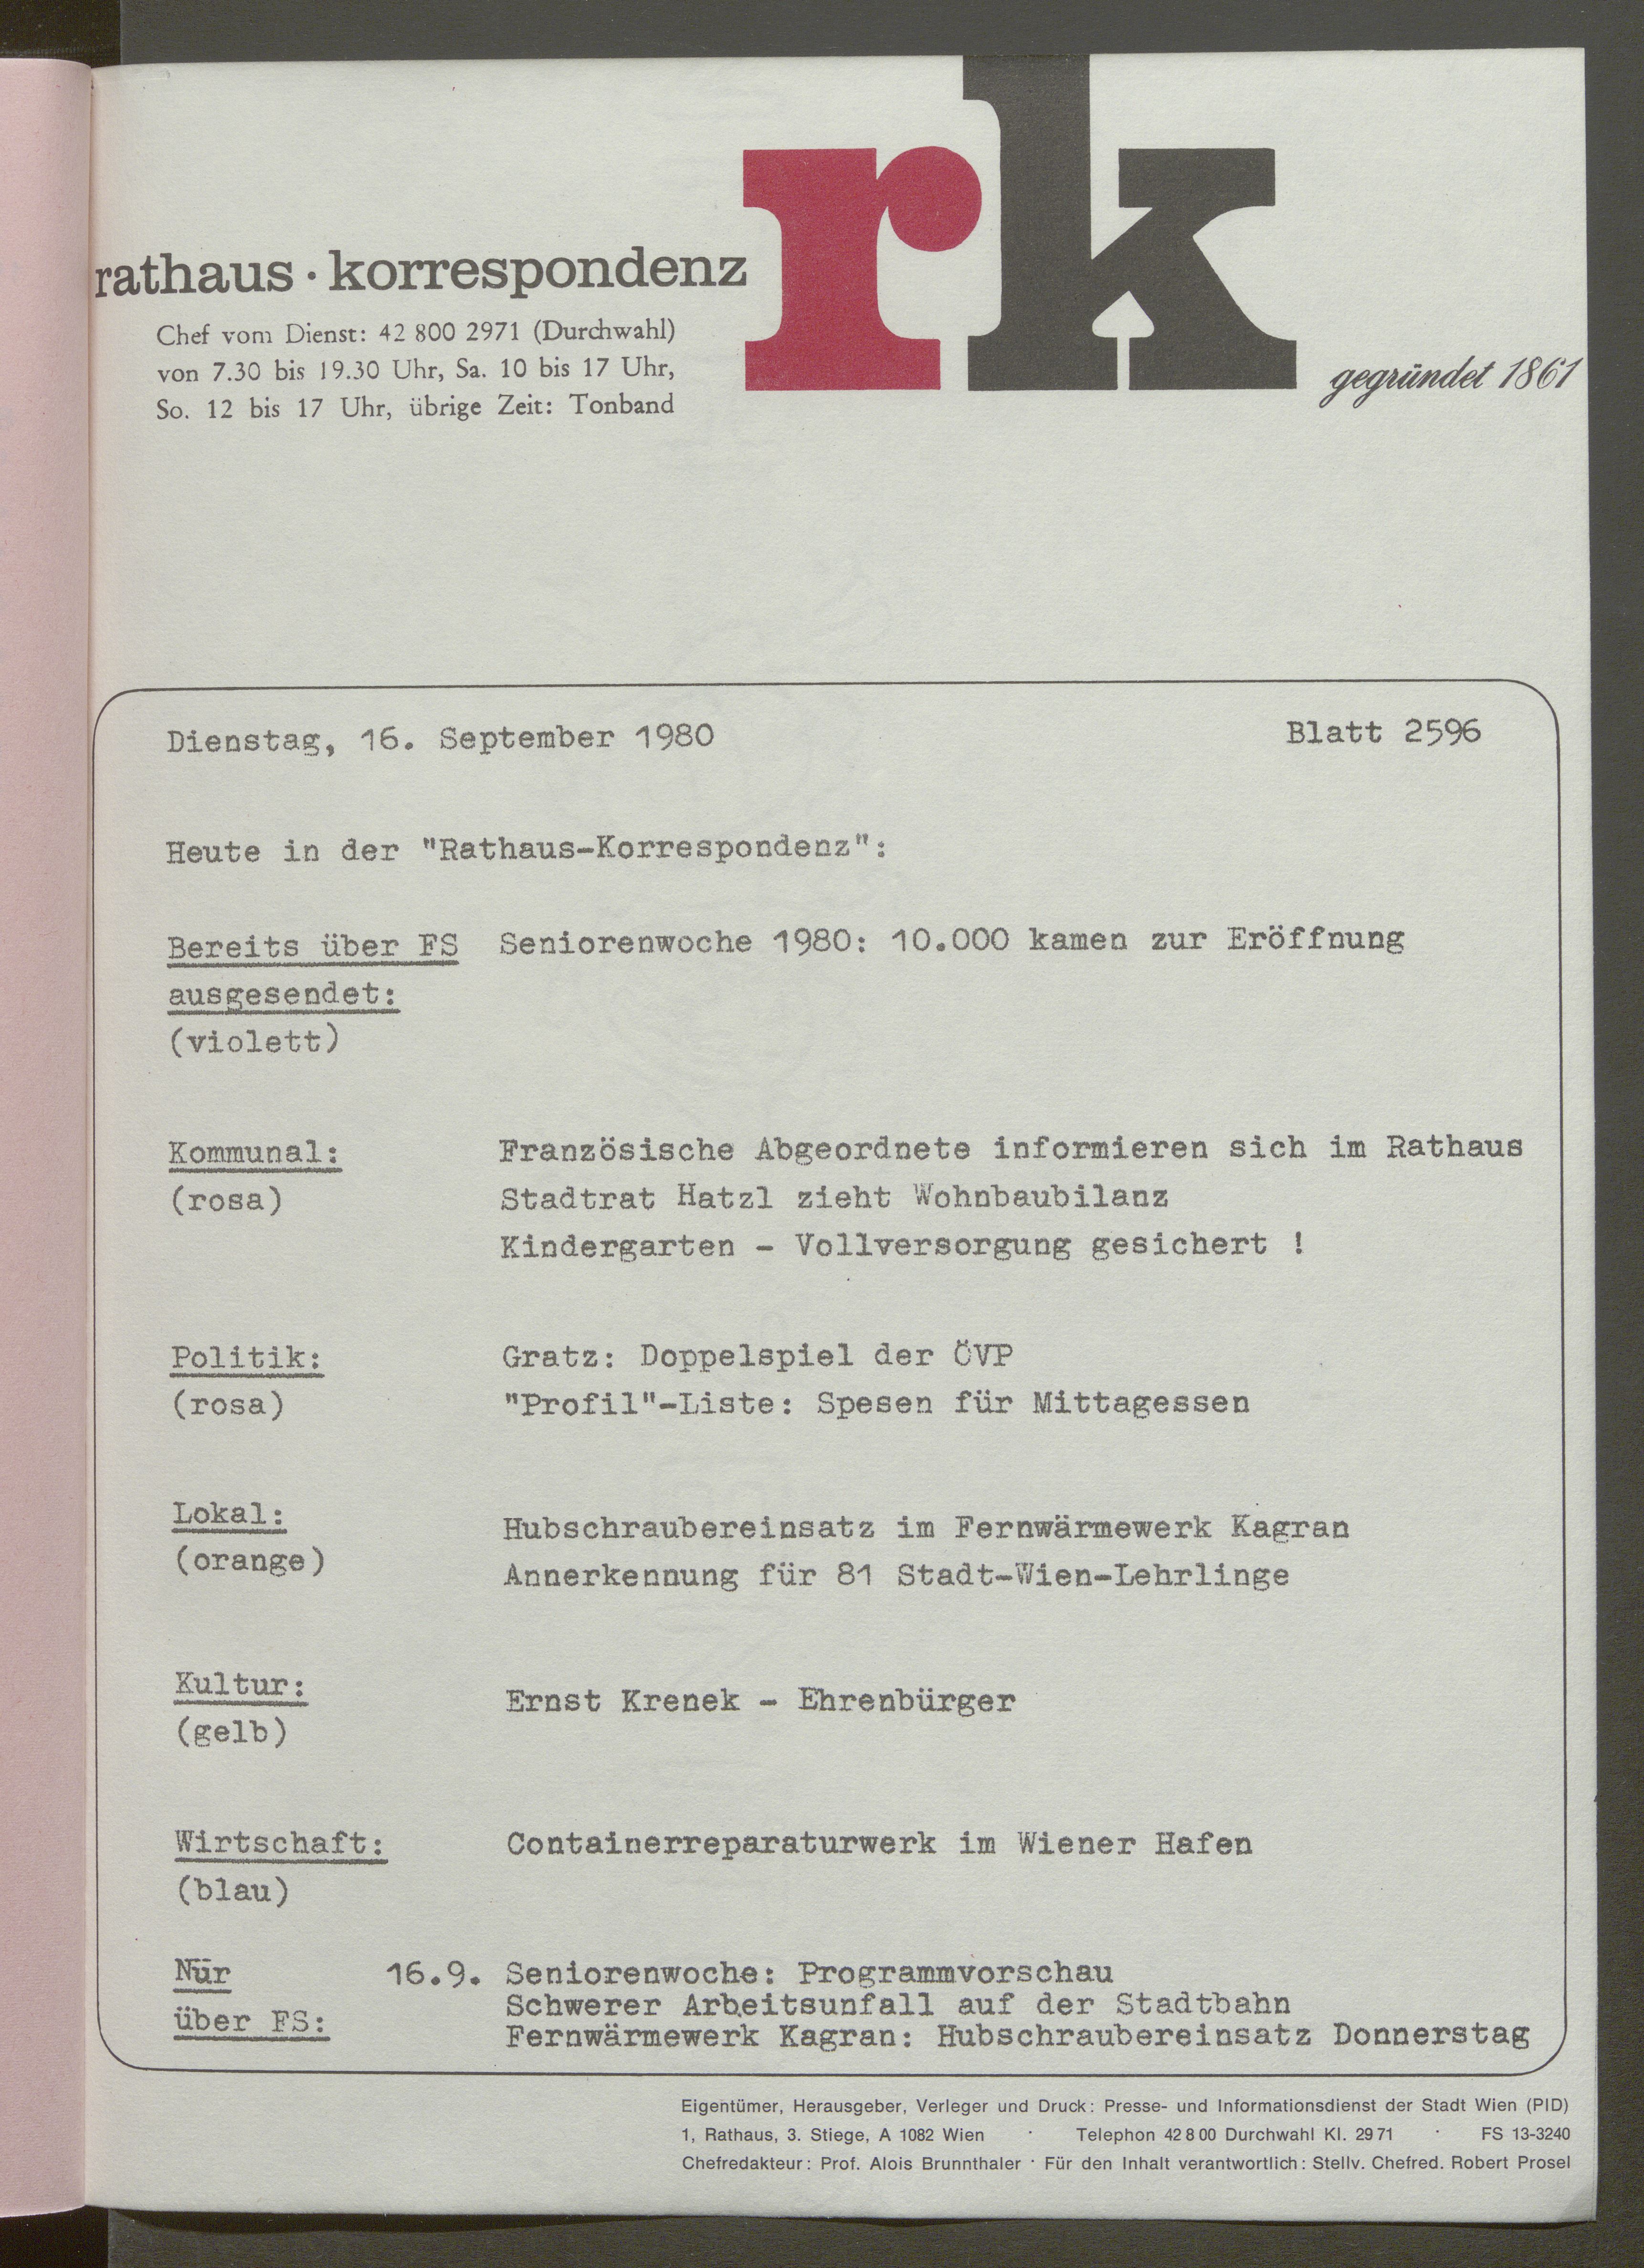 rk
rathaus · korrespondenz
gegründet 1861
Chef vom Dienst: 42 800 2971 (Durchwahl)
von 7.30 bis 19.30 Uhr, Sa. 10 bis 17 Uhr,
So. 12 bis 17 Uhr, übrige Zeit: Tonband
Dienstag, 16. September 1980 Blatt 2596
Heute in der "Rathaus-Korrespondenz":
Bereits über FS Seniorenwoche 1980: 10.000 kamen zur Eröffnung
ausgesendet:
(violett)
Kommunal: Französische Abgeordnete informieren sich im Rathaus
(rosa) Stadtrat Hatzl zieht Wohnbaubilanz
Kindergarten - Vollversorgung gesichert !
Politik: Gratz: Doppelspiel der ÖVP
(rosa) "Profil"-Liste: Spesen für Mittagessen
Lokal: Hubschraubereinsatz im Fernwärmewerk Kagran
(orange) Annerkennung für 81 Stadt-Wien-Lehrlinge
Kultur: Ernst Krenek - Ehrenbürger
(gelb)
Wirtschaft: Containerreparaturwerk im Wiener Hafen
(blau)
Nür 16.9. Seniorenwoche: Programmvorschau
über FS: Schwerer Arbeitsunfall auf der Stadtbahn
Fernwärmewerk Kagran: Hubschraubereinsatz Donnerstag
Eigentümer, Herausgeber, Verleger und Druck: Presse- und Informationsdienst der Stadt Wien (PID)
1, Rathaus, 3. Stiege, A 1082 Wien · Telephon 42 8 00 Durchwahl Kl. 29 71 · FS 13-3240
Chefredakteur: Prof. Alois Brunnthaler · Für den Inhalt verantwortlich: Stellv. Chefred. Robert Prosel